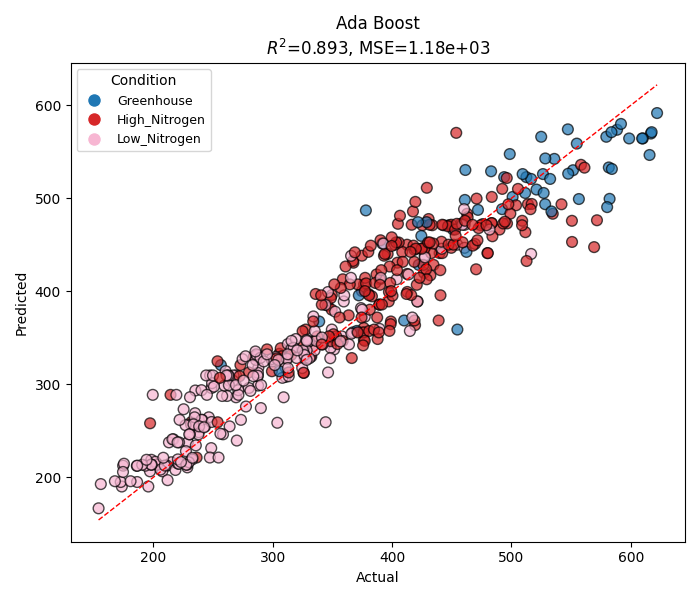 Ada Boost
R²=0.893, MSE=1.18e+03
Condition
Greenhouse
High_Nitrogen
Low_Nitrogen
600
500
400
300
200
Predicted
200 300 400 500 600
Actual